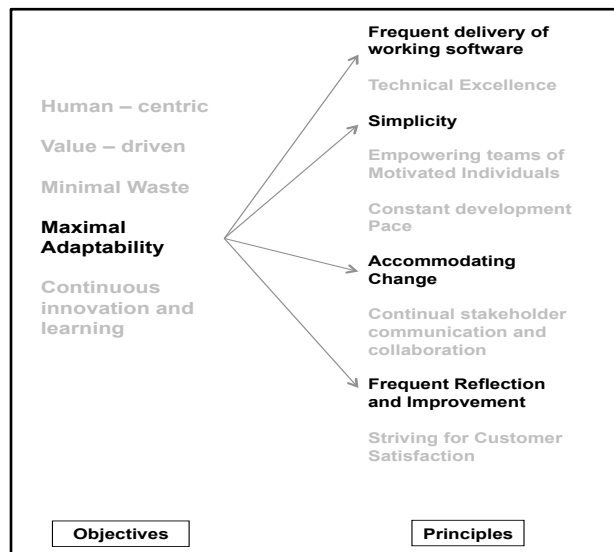 Human – centric
Value – driven
Minimal Waste
Maximal
Adaptability
Continuous
innovation and
learning
Objectives
Frequent delivery of
working software
Technical Excellence
Simplicity
Empowering teams of
Motivated Individuals
Constant development
Pace
Accommodating
Change
Continual stakeholder
communication and
collaboration
Frequent Reflection
and Improvement
Striving for Customer
Satisfaction
Principles